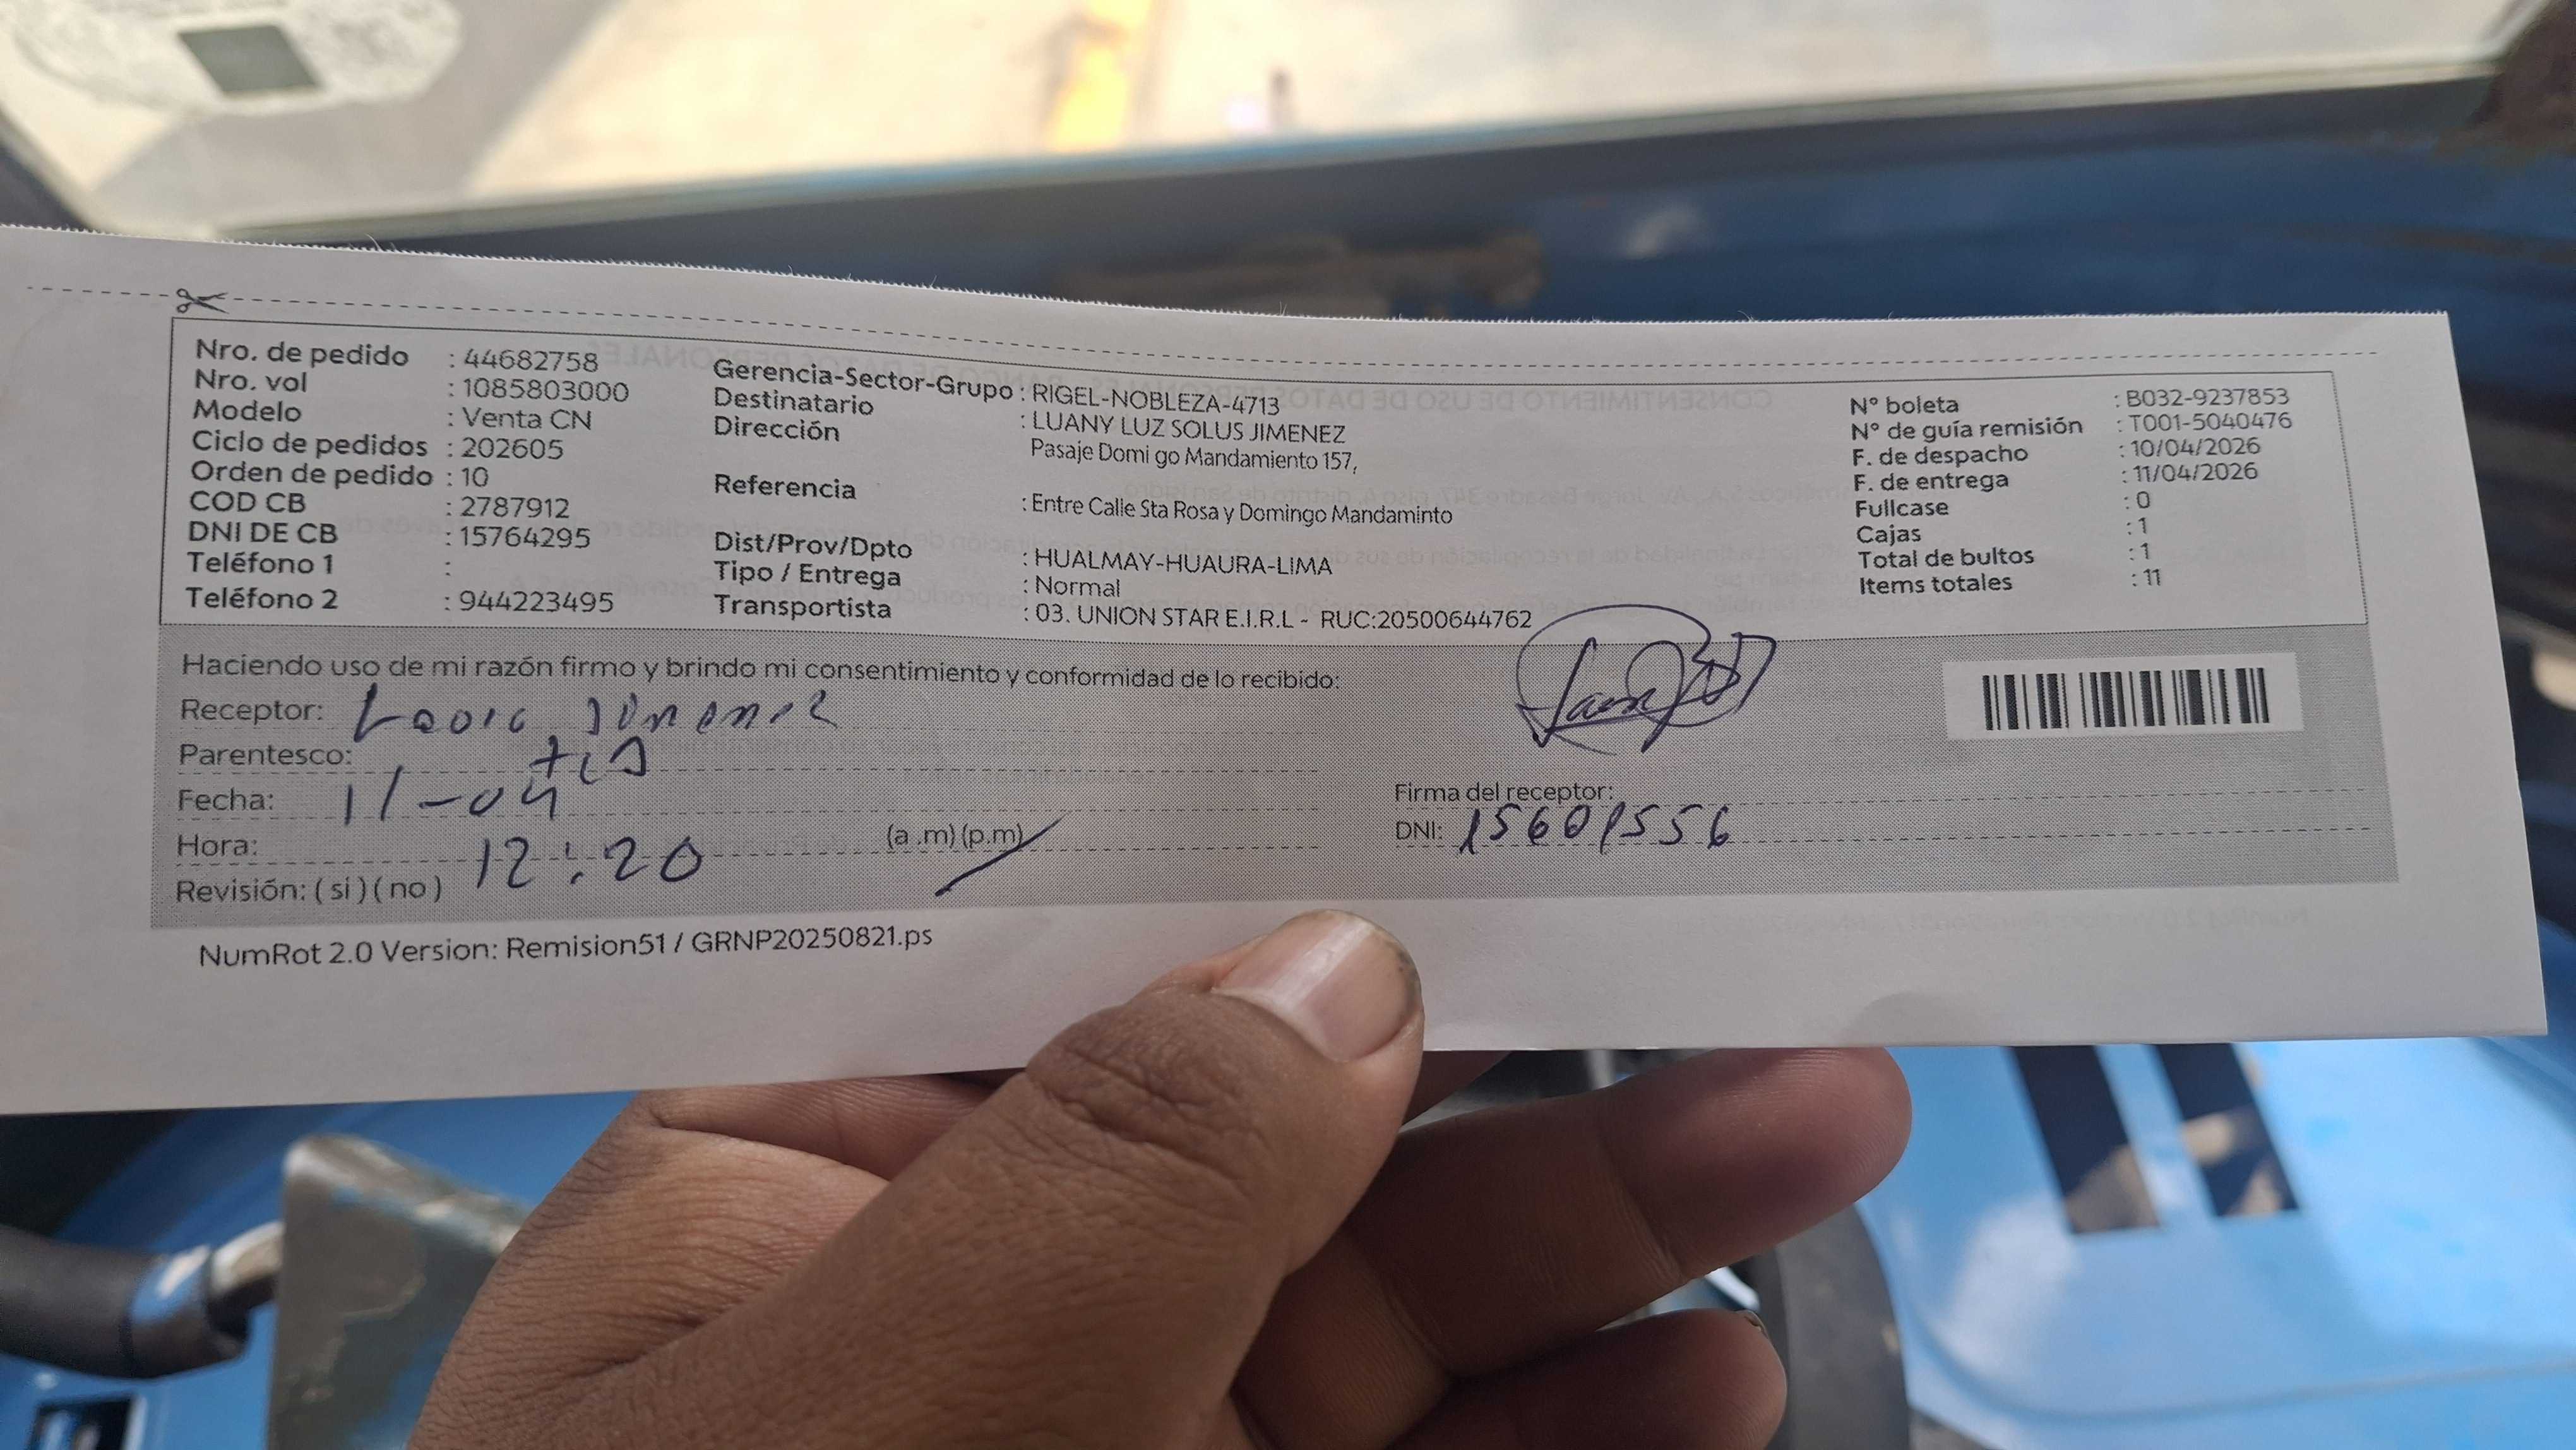 Nro. de pedido : 44682758
Nro. vol : 1085803000
Modelo : Venta CN
Ciclo de pedidos : 202605
Orden de pedido : 10
COD CB : 2787912
DNI DE CB : 15764295
Teléfono 1 :
Teléfono 2 : 944223495
Gerencia-Sector-Grupo : RIGEL-NOBLEZA-4713
Destinatario : LUANY LUZ SOLUS JIMENEZ
Dirección Pasaje Domi go Mandamiento 157,
Referencia : Entre Calle Sta Rosa y Domingo Mandaminto
Dist/Prov/Dpto : HUALMAY-HUAURA-LIMA
Tipo / Entrega : Normal
Transportista : 03. UNION STAR E.I.R.L - RUC:20500644762
N° boleta : B032-9237853
N° de guía remisión : T001-5040476
F. de despacho : 10/04/2026
F. de entrega : 11/04/2026
Fullcase : 0
Cajas : 1
Total de bultos : 1
Items totales : 11
Haciendo uso de mi razón firmo y brindo mi consentimiento y conformidad de lo recibido:
Receptor:
Parentesco:
Fecha: 11-04
Hora: 12:20 (a .m) (p.m)
Revisión: ( si ) ( no )
Firma del receptor:
DNI: 15601556
NumRot 2.0 Version: Remision51 / GRNP20250821.ps